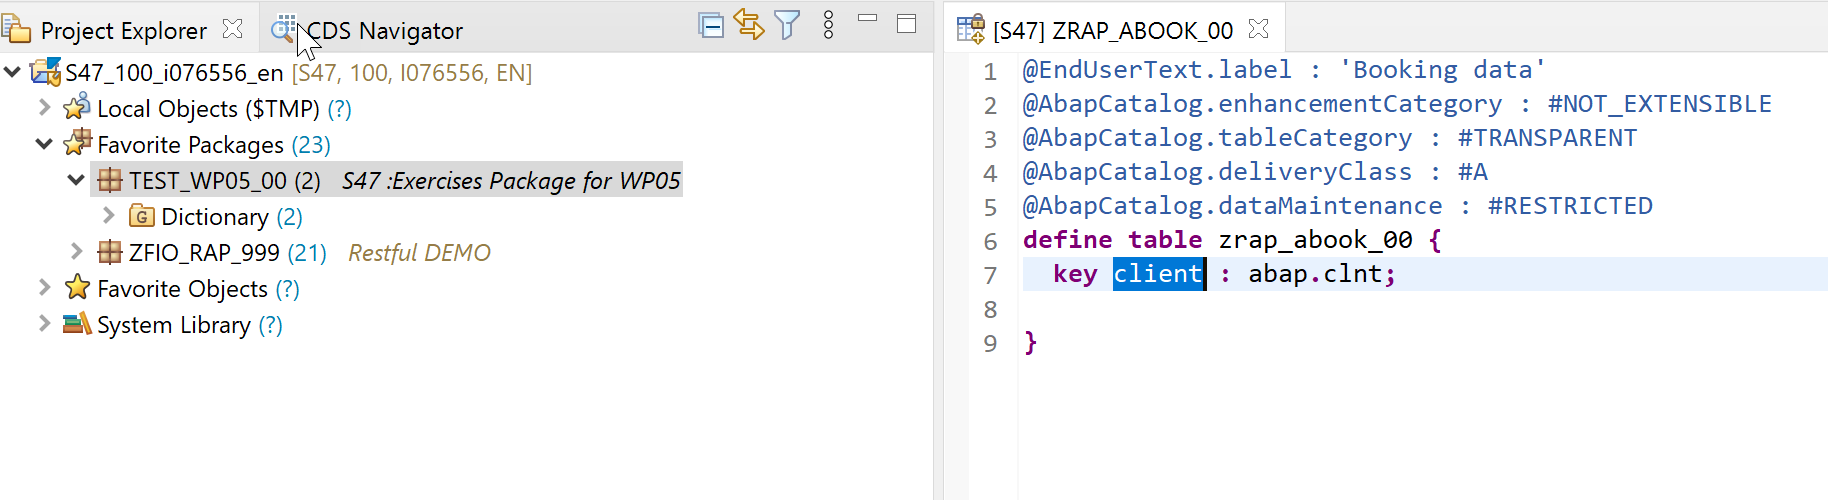 Project Explorer
CDS Navigator
S47_100_i076556_en [S47, 100, I076556, EN]
Local Objects ($TMP) (?)
Favorite Packages (23)
TEST_WP05_00 (2) S47 :Exercises Package for WP05
G Dictionary (2)
ZFIO_RAP_999 (21) Restful DEMO
Favorite Objects (?)
System Library (?)
[S47] ZRAP_ABOOK_00
1 @EndUserText.label : 'Booking data'
2 @AbapCatalog.enhancementCategory : #NOT_EXTENSIBLE
3 @AbapCatalog.tableCategory : #TRANSPARENT
4 @AbapCatalog.deliveryClass : #A
5 @AbapCatalog.dataMaintenance : #RESTRICTED
6 define table zrap_abook_00 {
7 key client : abap.clnt;
8
9 }